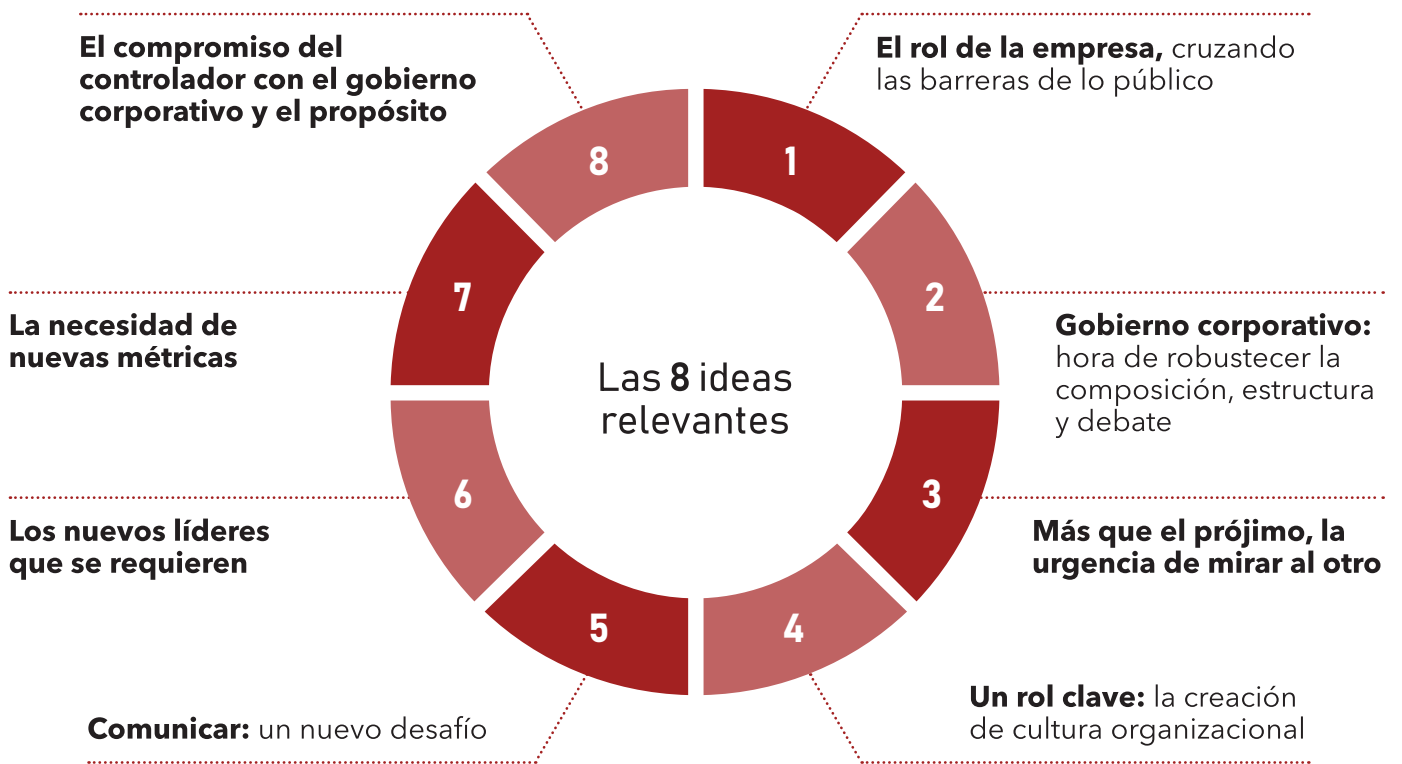 El compromiso del
controlador con el gobierno
corporativo y el propósito
El rol de la empresa, cruzando
las barreras de lo público
8
1
7
2
La necesidad de
nuevas métricas
Gobierno corporativo:
hora de robustecer la
composición, estructura
y debate
Las 8 ideas
relevantes
6
3
Los nuevos líderes
que se requieren
Más que el prójimo, la
urgencia de mirar al otro
5
4
Comunicar: un nuevo desafío
Un rol clave: la creación
de cultura organizacional